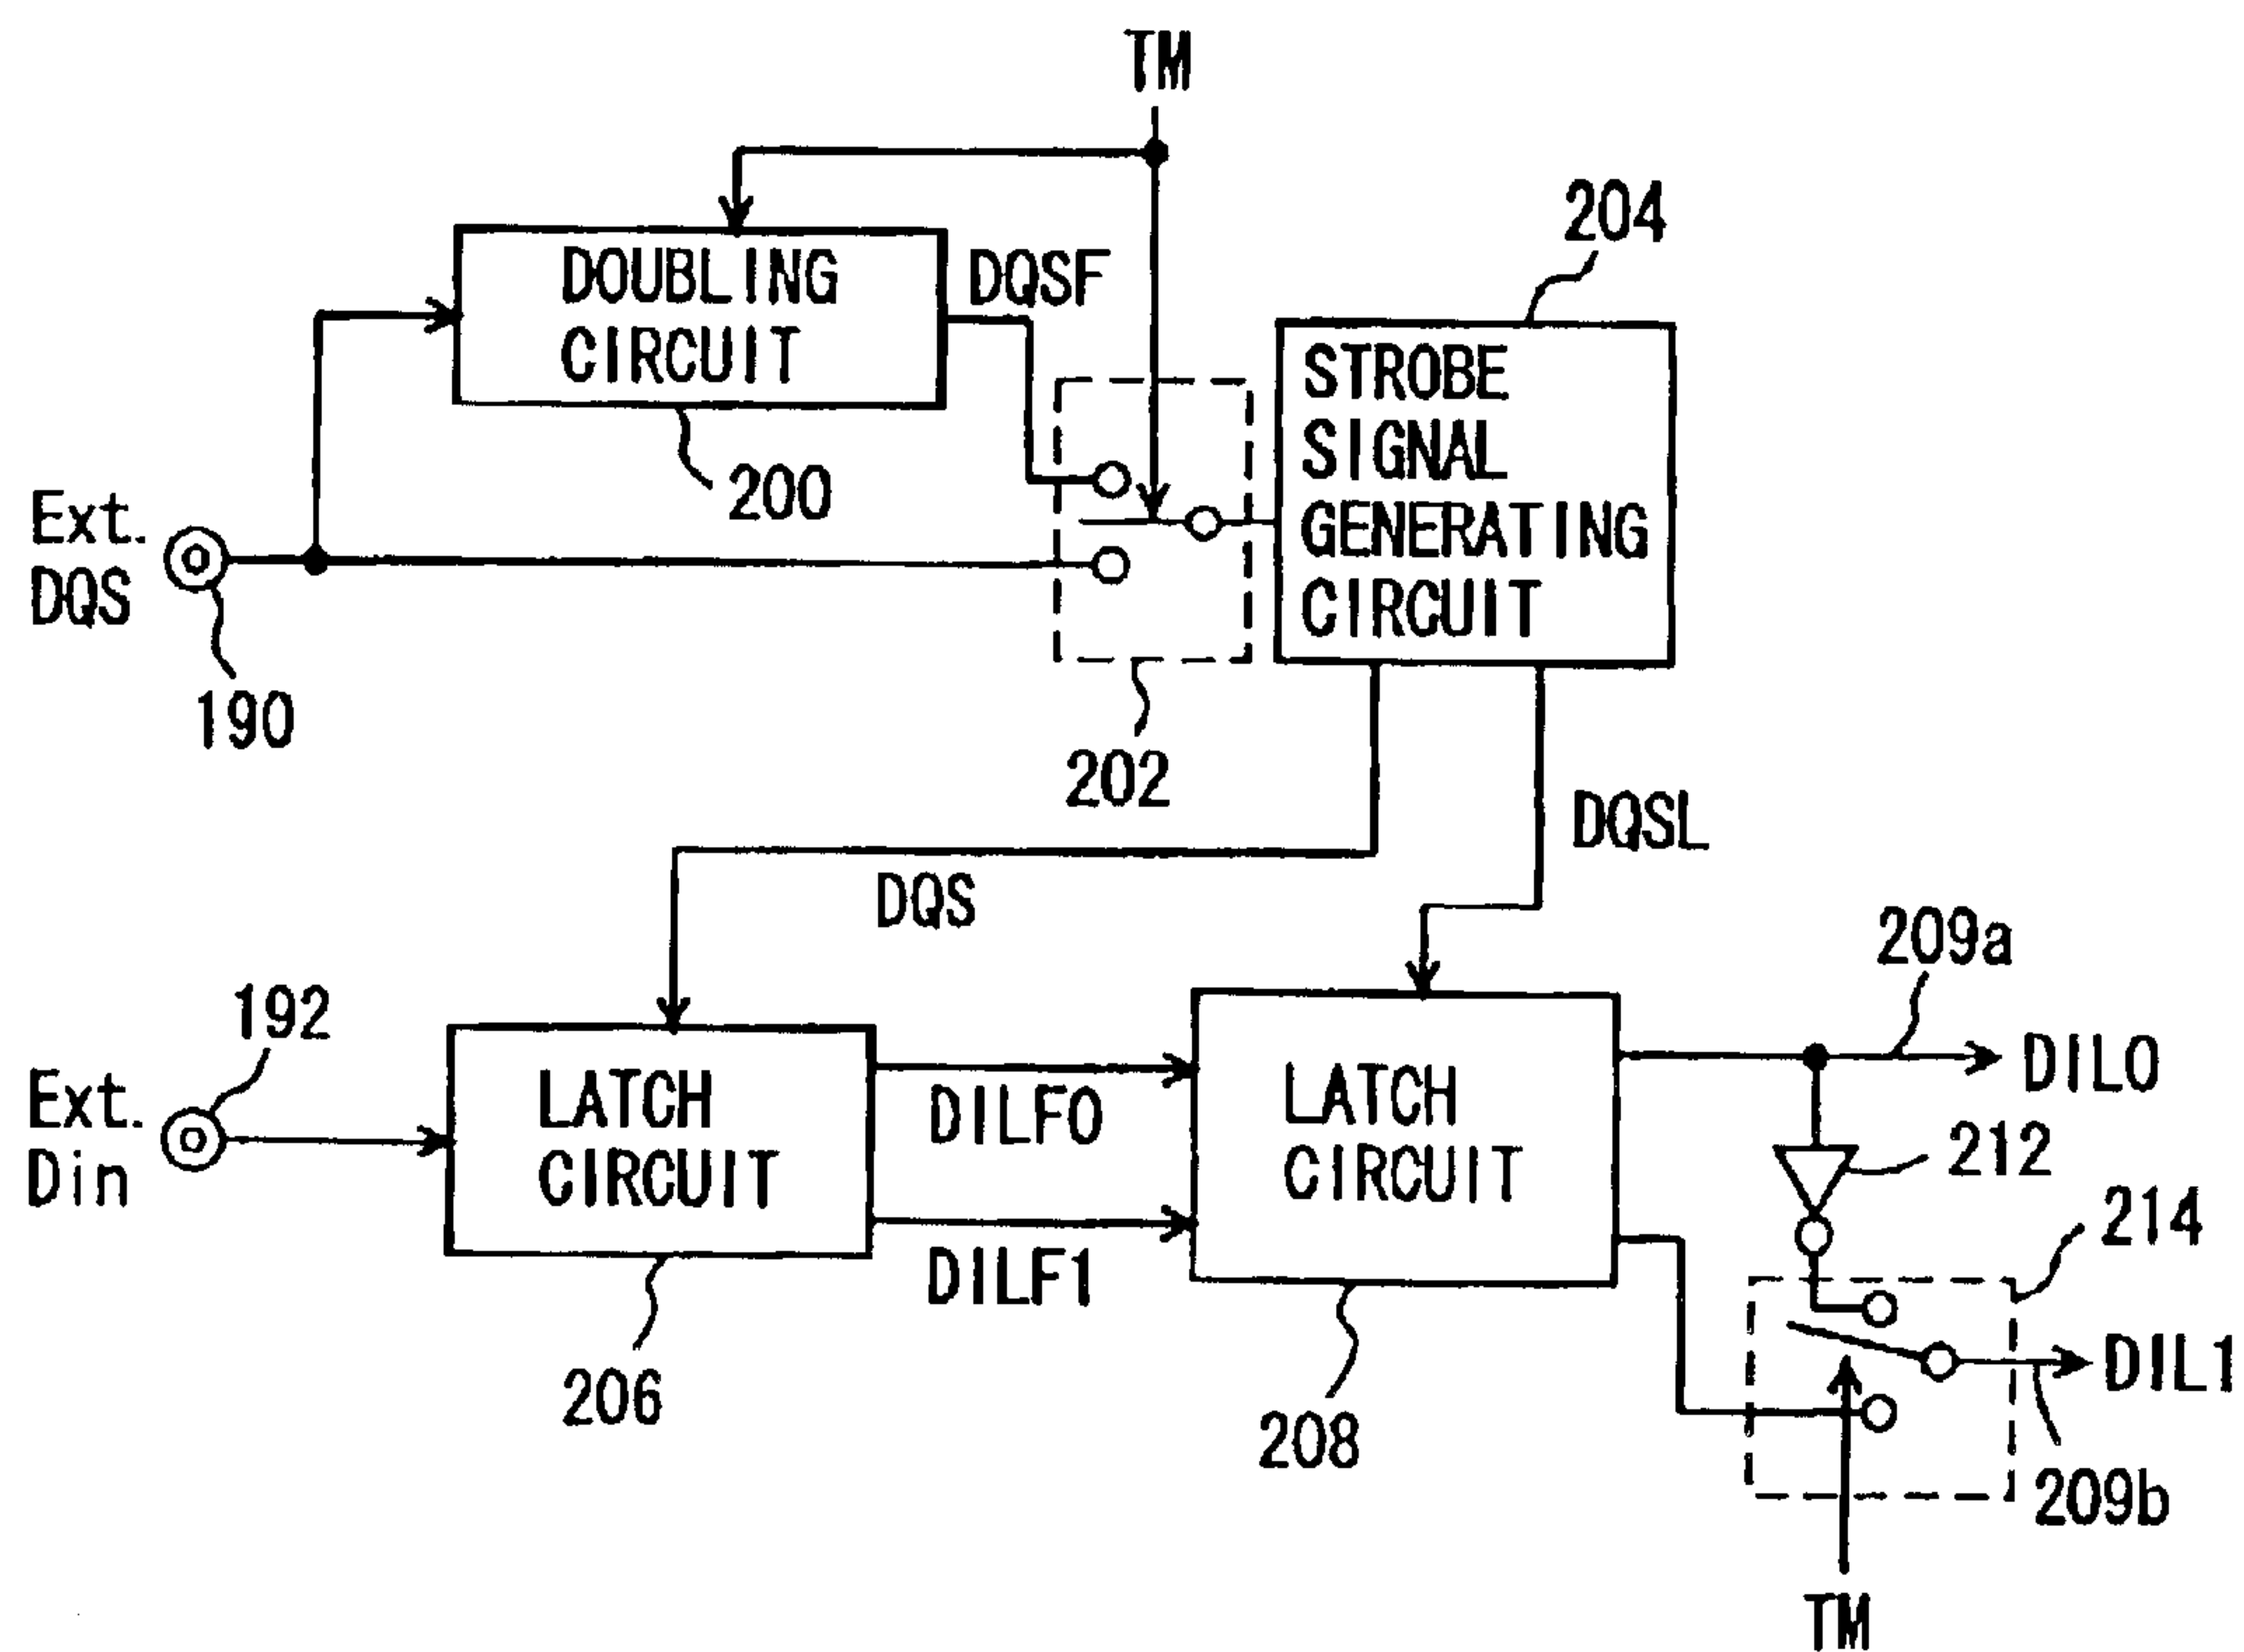 TM
204
DOUBLING
CIRCUIT
DQSF
STROBE
SIGNAL
GENERATING
CIRCUIT
200
Ext.
DQS
190
202
DQSL
DQS
209a
192
Ext.
Din
LATCH
CIRCUIT
DILF0
DILF1
LATCH
CIRCUIT
DIL0
212
214
DIL1
206
208
209b
TM